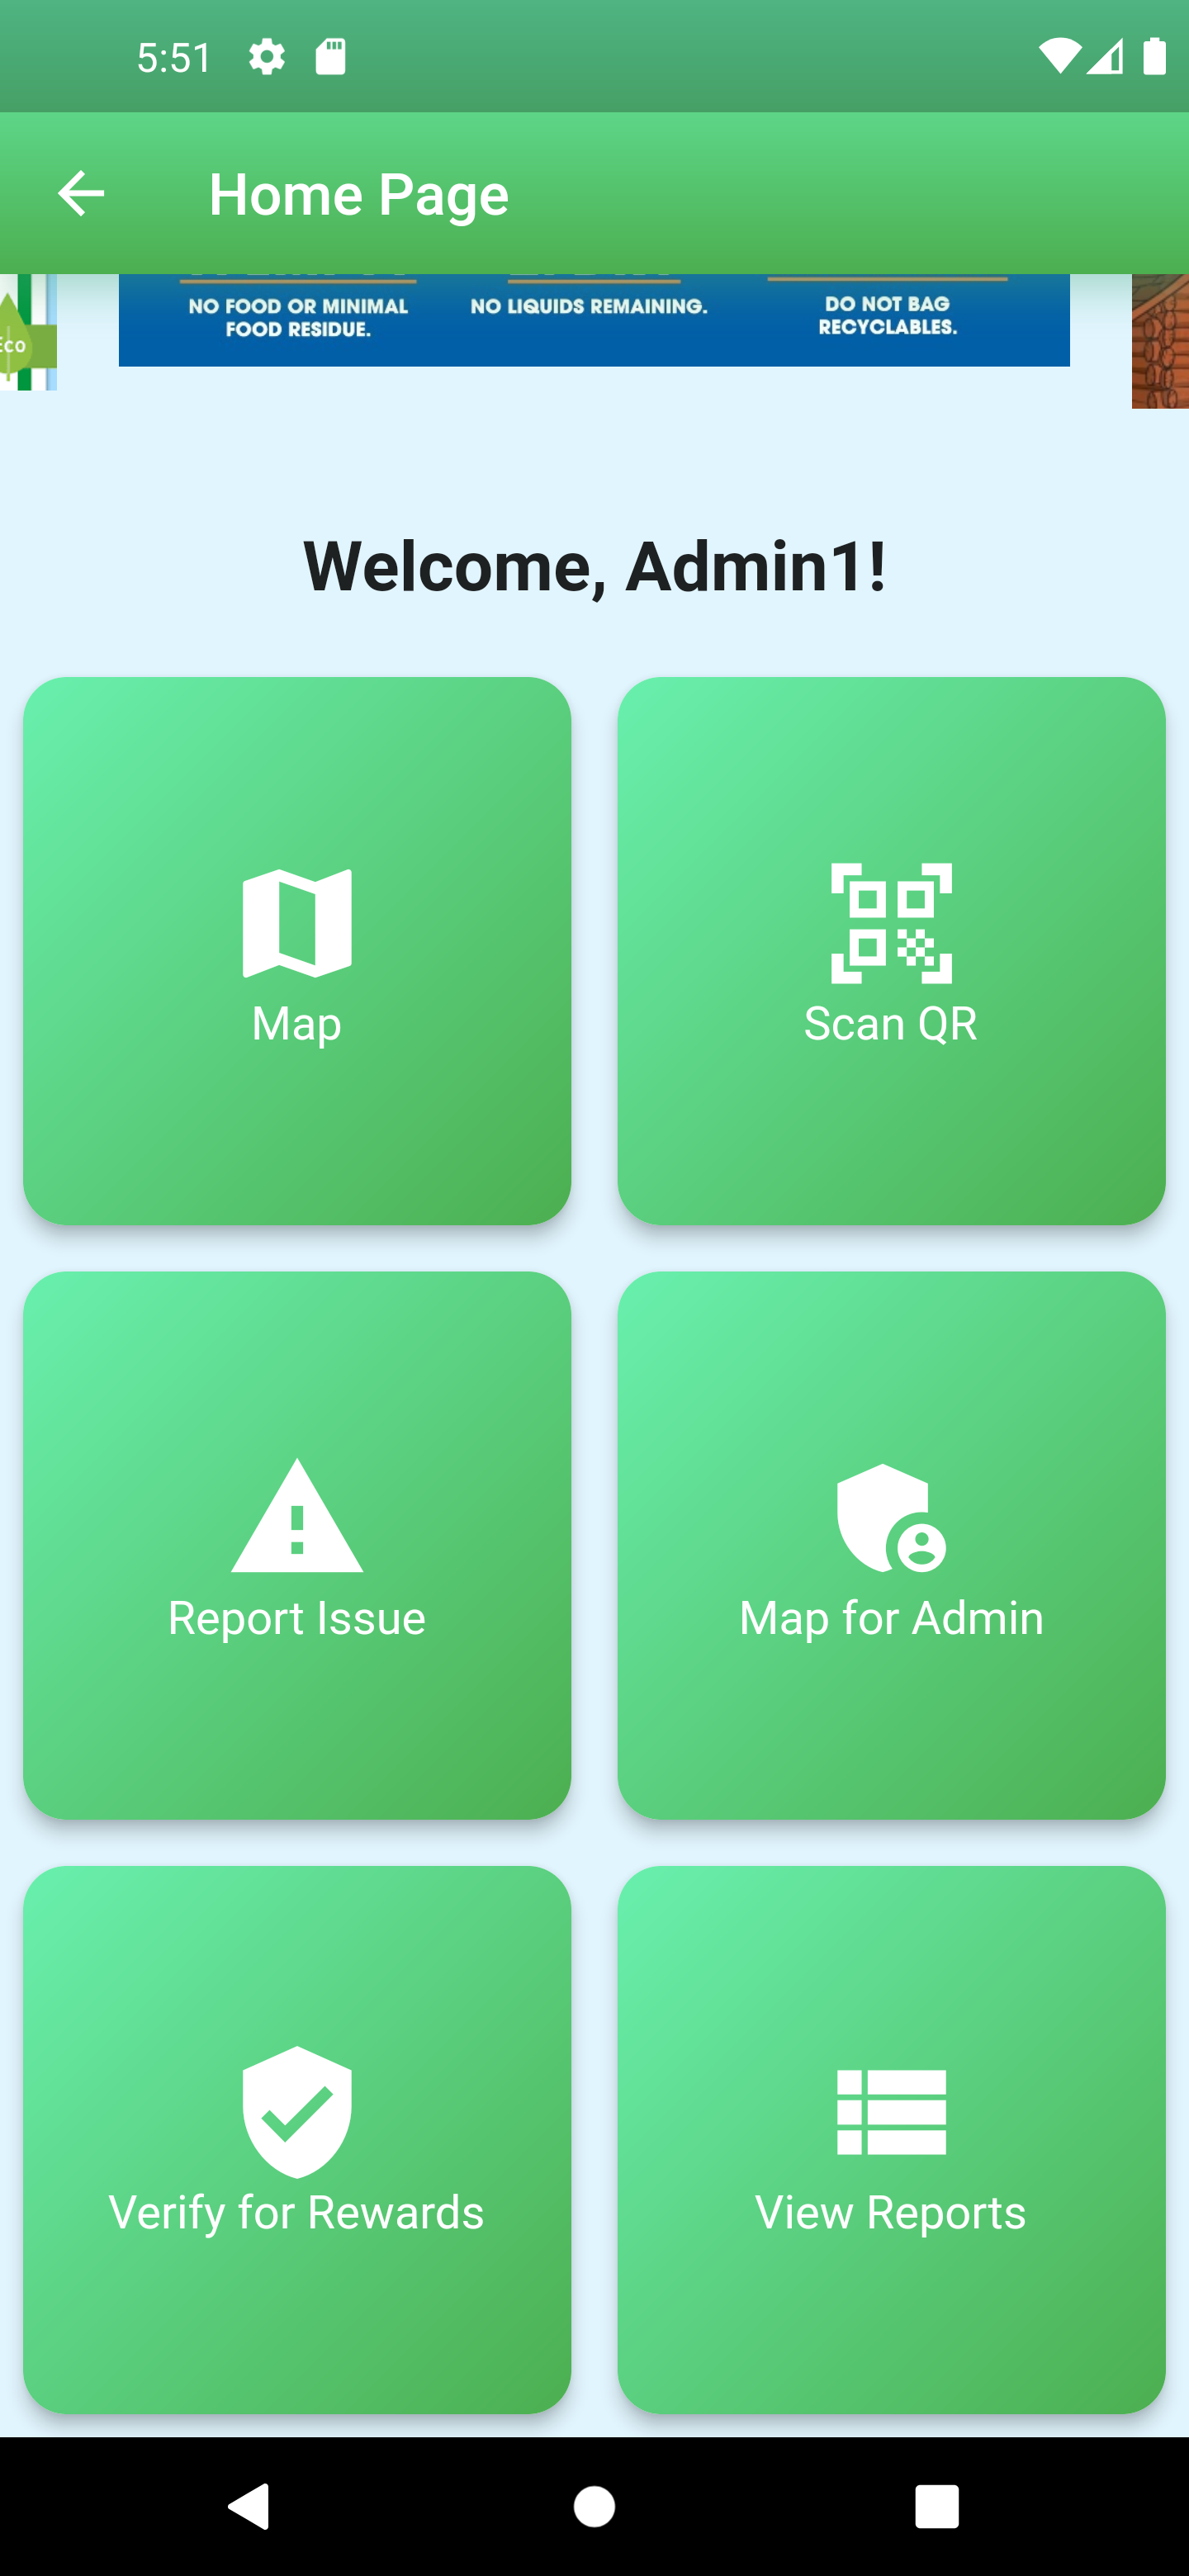 5:51
Home Page
Eco
NO FOOD OR MINIMAL
FOOD RESIDUE.
NO LIQUIDS REMAINING.
DO NOT BAG
RECYCLABLES.
Welcome, Admin1!
Map
Scan QR
Report Issue
Map for Admin
Verify for Rewards
View Reports